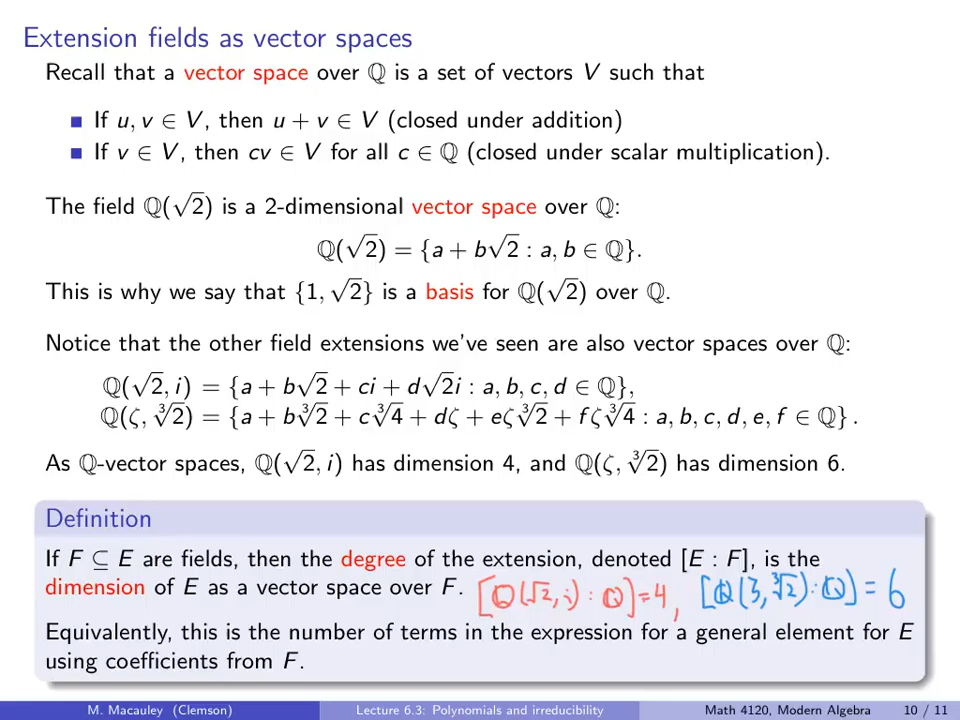 Extension fields as vector spaces
Recall that a vector space over ℚ is a set of vectors V such that
■ If u, v ∈ V, then u + v ∈ V (closed under addition)
■ If v ∈ V, then cv ∈ V for all c ∈ ℚ (closed under scalar multiplication).
The field ℚ(√2) is a 2-dimensional vector space over ℚ:
ℚ(√2) = {a + b√2 : a, b ∈ ℚ}.
This is why we say that {1, √2} is a basis for ℚ(√2) over ℚ.
Notice that the other field extensions we've seen are also vector spaces over ℚ:
ℚ(√2, i) = {a + b√2 + ci + d√2i : a, b, c, d ∈ ℚ},
ℚ(ζ, ∛2) = {a + b∛2 + c∛4 + dζ + eζ∛2 + fζ∛4 : a, b, c, d, e, f ∈ ℚ}.
As ℚ-vector spaces, ℚ(√2, i) has dimension 4, and ℚ(ζ, ∛2) has dimension 6.
Definition
If F ⊆ E are fields, then the degree of the extension, denoted [E : F], is the
dimension of E as a vector space over F. [ℚ(√2, i) : ℚ] = 4, [ℚ(ζ, ∛2) : ℚ] = 6
Equivalently, this is the number of terms in the expression for a general element for E
using coefficients from F.
M. Macauley (Clemson) Lecture 6.3: Polynomials and irreducibility Math 4120, Modern Algebra 10 / 11